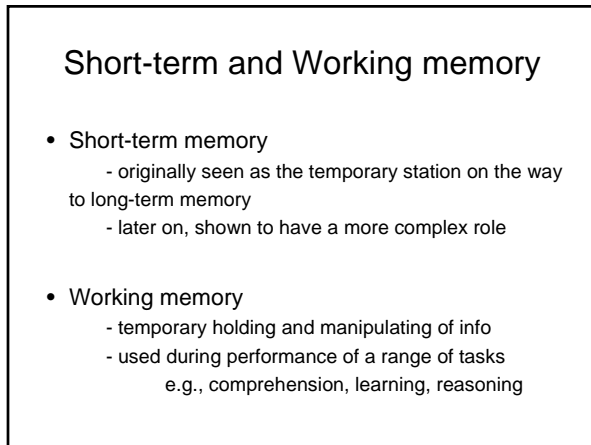 Short-term and Working memory
• Short-term memory
- originally seen as the temporary station on the way
to long-term memory
- later on, shown to have a more complex role
• Working memory
- temporary holding and manipulating of info
- used during performance of a range of tasks
e.g., comprehension, learning, reasoning